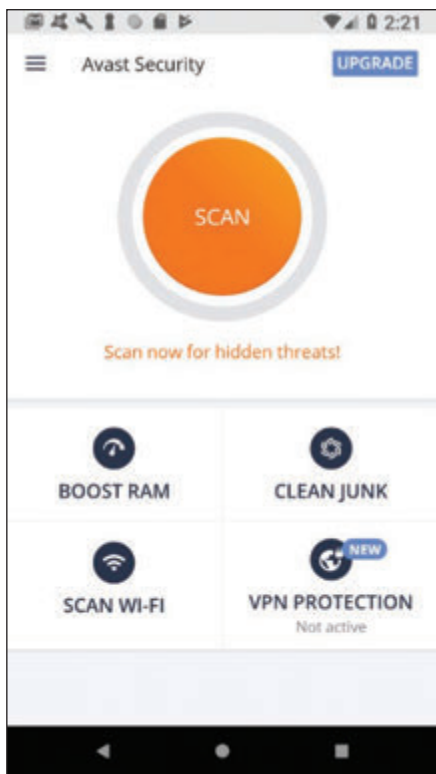 2:21
Avast Security
UPGRADE
SCAN
Scan now for hidden threats!
BOOST RAM
CLEAN JUNK
SCAN WI-FI
NEW
VPN PROTECTION
Not active